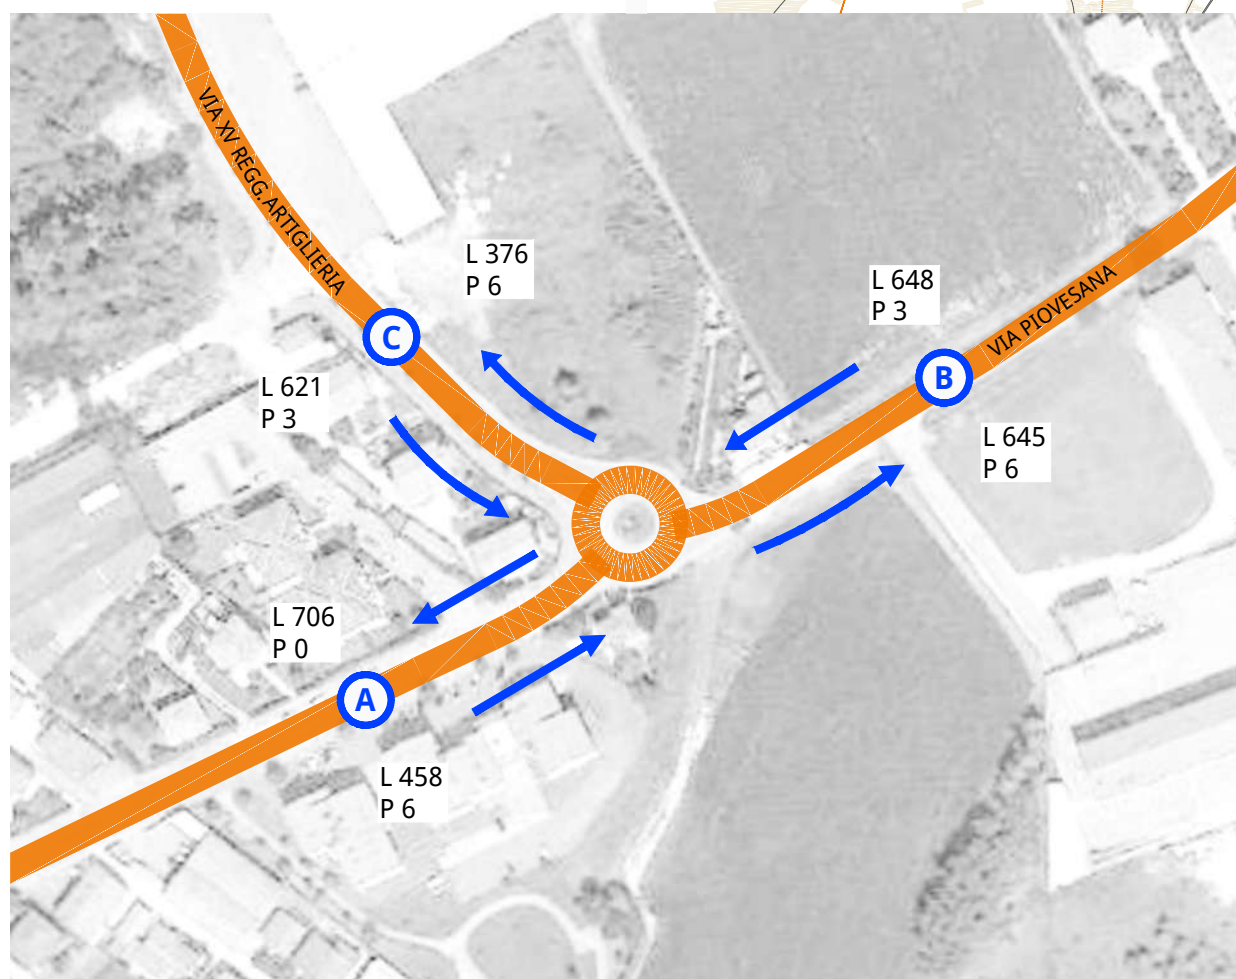 VIA XV REGG.ARTIGLIERIA
L 376
P 6
L 648
P 3
VIA PIOVESANA
C
B
L 621
P 3
L 645
P 6
L 706
P 0
A
L 458
P 6